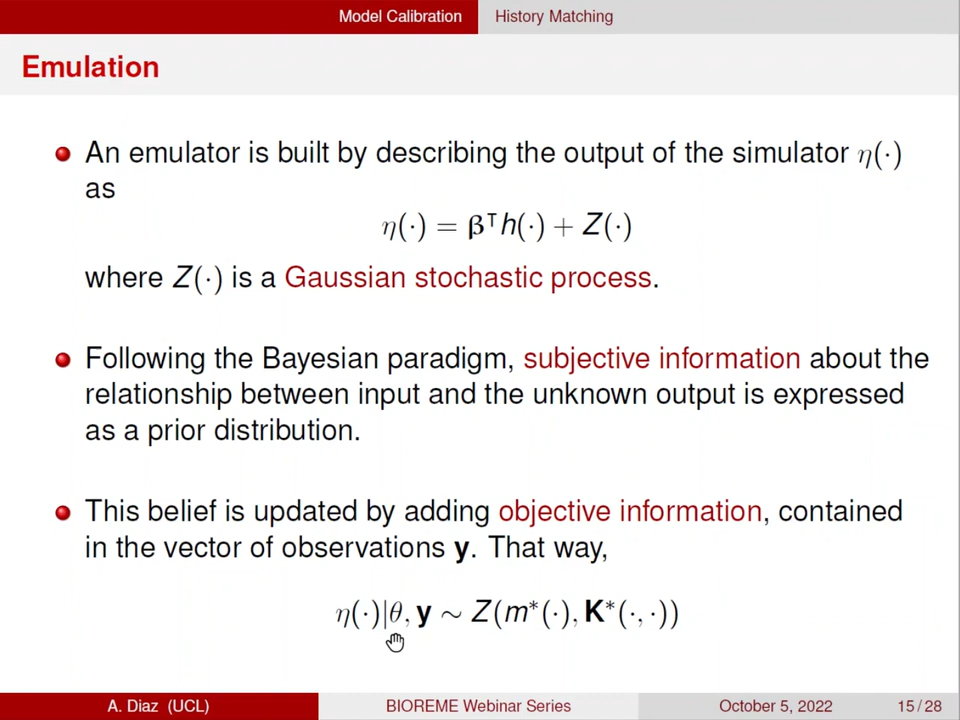 Model Calibration History Matching
Emulation
An emulator is built by describing the output of the simulator η(·)
as
η(·) = β⊤h(·) + Z(·)
where Z(·) is a Gaussian stochastic process.
Following the Bayesian paradigm, subjective information about the
relationship between input and the unknown output is expressed
as a prior distribution.
This belief is updated by adding objective information, contained
in the vector of observations y. That way,
η(·)|θ, y ∼ Z(m*(·), K*(·, ·))
A. Diaz (UCL) BIOREME Webinar Series October 5, 2022 15 / 28